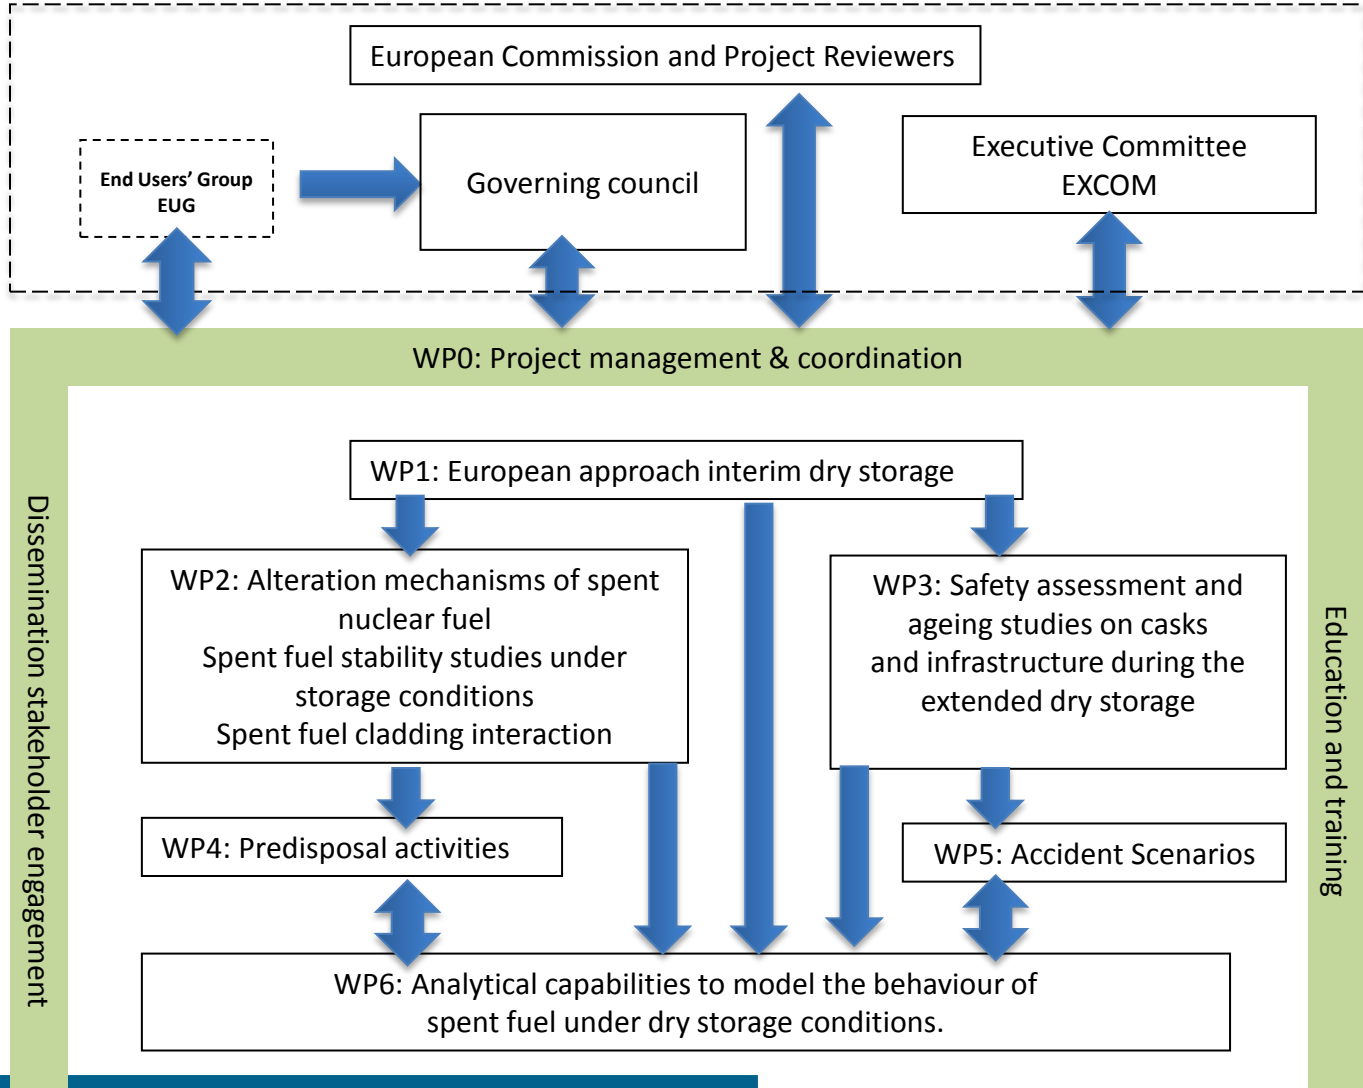 European Commission and Project Reviewers
End Users' Group
EUG
Governing council
Executive Committee
EXCOM
WP0: Project management & coordination
Dissemination stakeholder engagement
WP1: European approach interim dry storage
WP2: Alteration mechanisms of spent
nuclear fuel
Spent fuel stability studies under
storage conditions
Spent fuel cladding interaction
WP3: Safety assessment and
ageing studies on casks
and infrastructure during the
extended dry storage
Education and training
WP4: Predisposal activities
WP5: Accident Scenarios
WP6: Analytical capabilities to model the behaviour of
spent fuel under dry storage conditions.